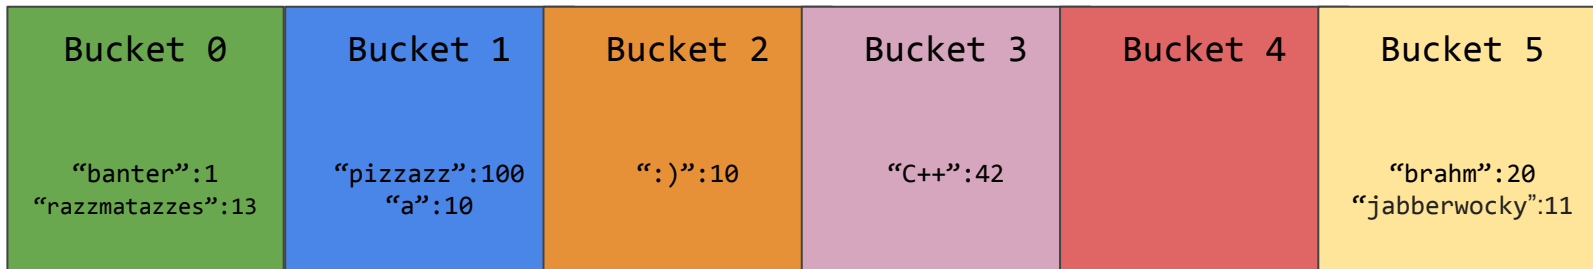 Bucket 0
“banter”:1
“razzmatazzes”:13
Bucket 1
“pizzazz”:100
“a”:10
Bucket 2
“:)”:10
Bucket 3
“C++”:42
Bucket 4
Bucket 5
“brahm”:20
“jabberwocky”:11